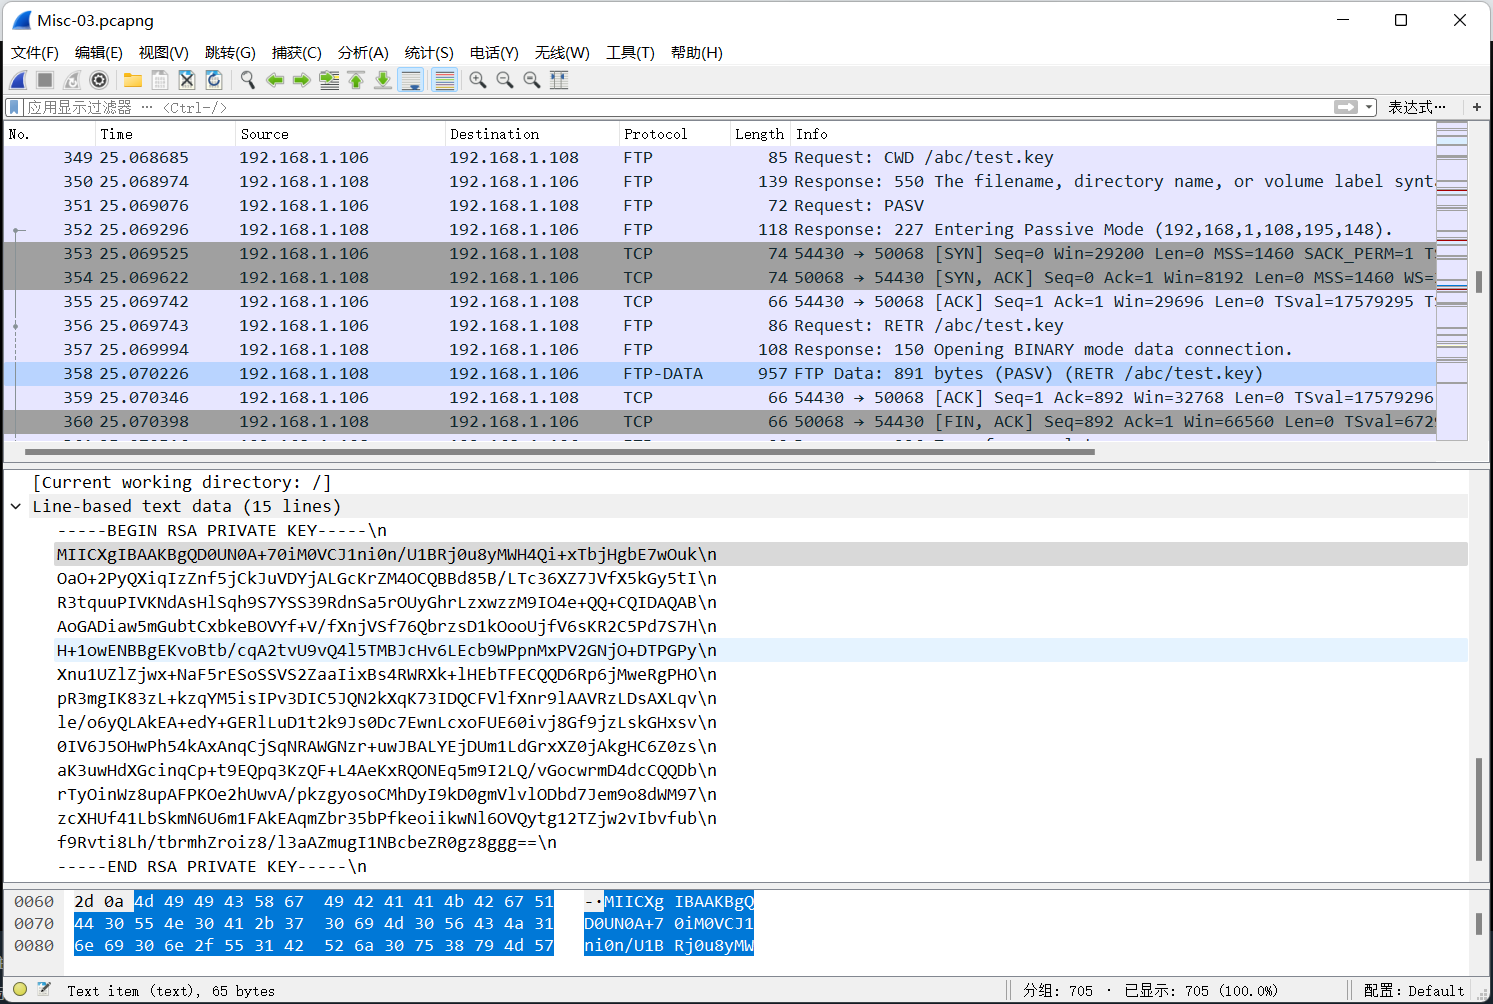 Misc-03.pcapng
文件(F) 编辑(E) 视图(V) 跳转(G) 捕获(C) 分析(A) 统计(S) 电话(Y) 无线(W) 工具(T) 帮助(H)
应用显示过滤器 … <Ctrl-/> 表达式… +
No. Time Source Destination Protocol Length Info
349 25.068685 192.168.1.106 192.168.1.108 FTP 85 Request: CWD /abc/test.key
350 25.068974 192.168.1.108 192.168.1.106 FTP 139 Response: 550 The filename, directory name, or volume label synt
351 25.069076 192.168.1.106 192.168.1.108 FTP 72 Request: PASV
352 25.069296 192.168.1.108 192.168.1.106 FTP 118 Response: 227 Entering Passive Mode (192,168,1,108,195,148).
353 25.069525 192.168.1.106 192.168.1.108 TCP 74 54430 → 50068 [SYN] Seq=0 Win=29200 Len=0 MSS=1460 SACK_PERM=1 TS
354 25.069622 192.168.1.108 192.168.1.106 TCP 74 50068 → 54430 [SYN, ACK] Seq=0 Ack=1 Win=8192 Len=0 MSS=1460 WS=
355 25.069742 192.168.1.106 192.168.1.108 TCP 66 54430 → 50068 [ACK] Seq=1 Ack=1 Win=29696 Len=0 TSval=17579295 TS
356 25.069743 192.168.1.106 192.168.1.108 FTP 86 Request: RETR /abc/test.key
357 25.069994 192.168.1.108 192.168.1.106 FTP 108 Response: 150 Opening BINARY mode data connection.
358 25.070226 192.168.1.108 192.168.1.106 FTP-DATA 957 FTP Data: 891 bytes (PASV) (RETR /abc/test.key)
359 25.070346 192.168.1.106 192.168.1.108 TCP 66 54430 → 50068 [ACK] Seq=1 Ack=892 Win=32768 Len=0 TSval=17579296
360 25.070398 192.168.1.108 192.168.1.106 TCP 66 50068 → 54430 [FIN, ACK] Seq=892 Ack=1 Win=66560 Len=0 TSval=672
[Current working directory: /]
Line-based text data (15 lines)
-----BEGIN RSA PRIVATE KEY-----\n
MIICXgIBAAKBgQD0UN0A+70iM0VCJ1ni0n/U1BRj0u8yMWH4Qi+xTbjHgbE7wOuk\n
OaO+2PyQXiqIzZnf5jCkJuVDYjALGcKrZM4OCQBBd85B/LTc36XZ7JVfX5kGy5tI\n
R3tquuPIVKNdAsHlSqh9S7YSS39RdnSa5rOUyGhrLzxwzzM9IO4e+QQ+CQIDAQAB\n
AoGADiaw5mGubtCxbkeBOVYf+V/fXnjVSf76QbrzsD1kOooUjfV6sKR2C5Pd7S7H\n
H+1owENBBgEKvoBtb/cqA2tvU9vQ4l5TMBJcHv6LEcb9WPpnMxPV2GNjO+DTPGPy\n
Xnu1UZlZjwx+NaF5rESoSSVS2ZaaIixBs4RWRXk+lHEbTFECQQD6Rp6jMweRgPHO\n
pR3mgIK83zL+kzqYM5isIPv3DIC5JQN2kXqK73IDQCFVlfXnr9lAAVRzLDsAXLqv\n
le/o6yQLAkEA+edY+GERlLuD1t2k9Js0Dc7EwnLcxoFUE60ivj8Gf9jzLskGHxsv\n
0IV6J5OHwPh54kAxAnqCjSqNRAWGNzr+uwJBALYEjDUm1LdGrxXZ0jAkgHC6Z0zs\n
aK3uwHdXGcinqCp+t9EQpq3KzQF+L4AeKxRQONEq5m9I2LQ/vGocwrmD4dcCQQDb\n
rTyOinWz8upAFPKOe2hUwvA/pkzgyosoCMhDyI9kD0gmVlvlODbd7Jem9o8dWM97\n
zcXHUf41LbSkmN6U6m1FAkEAqmZbr35bPfkeoiikwNl6OVQytg12TZjw2vIbvfub\n
f9Rvti8Lh/tbrmhZroiz8/l3aAZmugI1NBcbeZR0gz8ggg==\n
-----END RSA PRIVATE KEY-----\n
0060 2d 0a 4d 49 49 43 58 67 49 42 41 41 4b 42 67 51 -·MIICXg IBAAKBgQ
0070 44 30 55 4e 30 41 2b 37 30 69 4d 30 56 43 4a 31 D0UN0A+7 0iM0VCJ1
0080 6e 69 30 6e 2f 55 31 42 52 6a 30 75 38 79 4d 57 ni0n/U1B Rj0u8yMW
Text item (text), 65 bytes 分组: 705 · 已显示: 705 (100.0%) 配置: Default